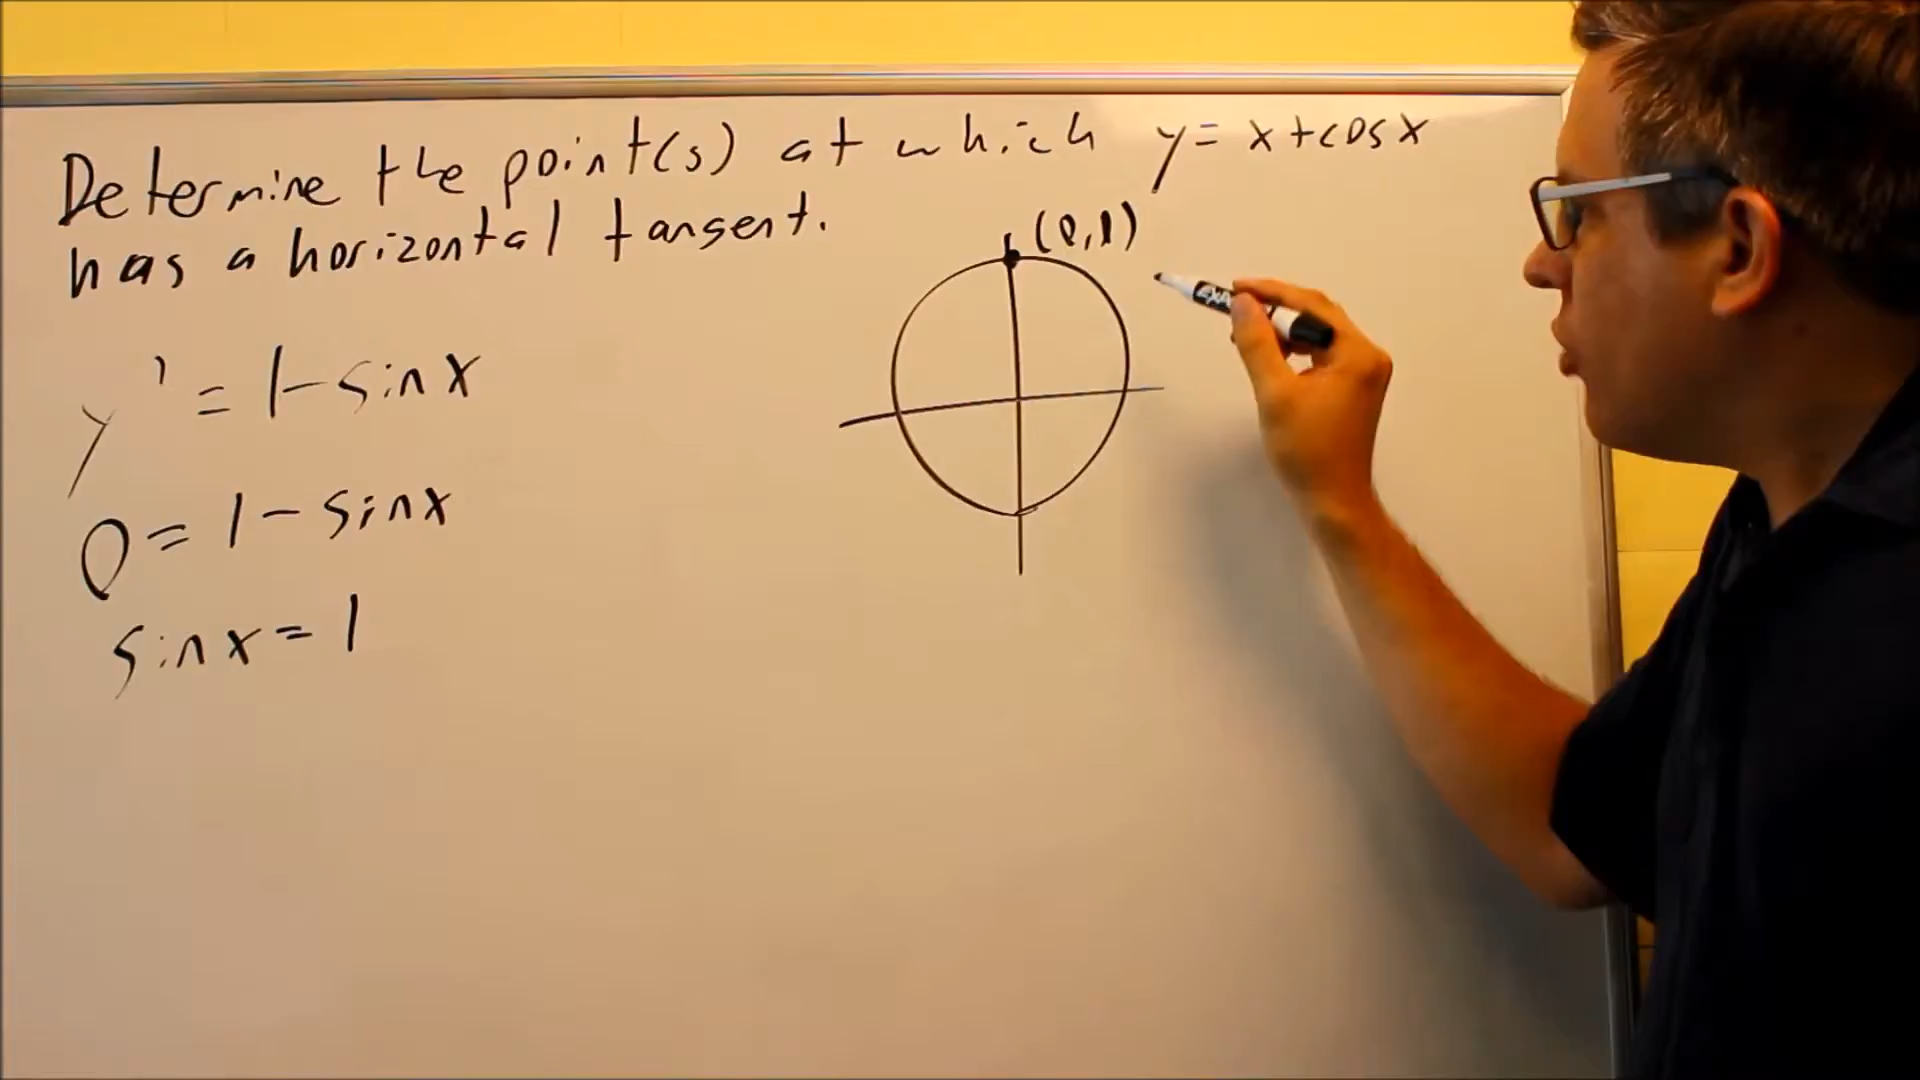 Determine the point(s) at which y = x + cos x
has a horizontal tangent.
(0,1)
y' = 1 - sin x
0 = 1 - sin x
sin x = 1